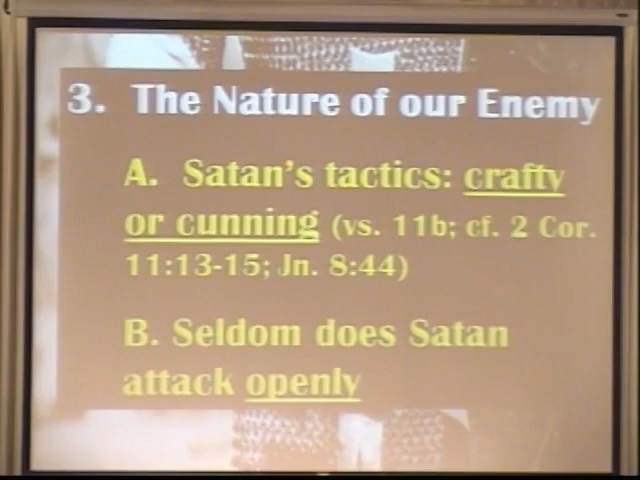 3. The Nature of our Enemy
A. Satan's tactics: crafty
or cunning (vs. 11b; cf. 2 Cor.
11:13-15; Jn. 8:44)
B. Seldom does Satan
attack openly